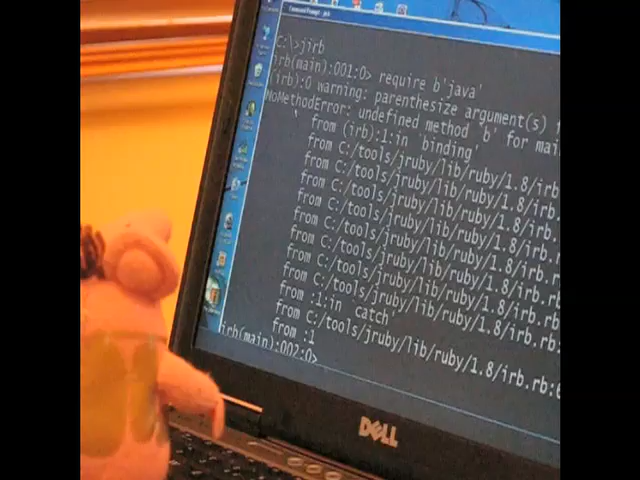 C:\>jirb
irb(main):001:0> require b'java'
(irb):0 warning: parenthesize argument(s)
NoMethodError: undefined method 'b' for mai
from (irb):1:in `binding'
from C:/tools/jruby/lib/ruby/1.8/irb
from C:/tools/jruby/lib/ruby/1.8/irb
from C:/tools/jruby/lib/ruby/1.8/irb
from C:/tools/jruby/lib/ruby/1.8/irb
from C:/tools/jruby/lib/ruby/1.8/irb
from C:/tools/jruby/lib/ruby/1.8/irb.rb:
from C:/tools/jruby/lib/ruby/1.8/irb.rb:
from :1:in `catch'
from C:/tools/jruby/lib/ruby/1.8/irb.rb:
from :1
irb(main):002:0>
DELL